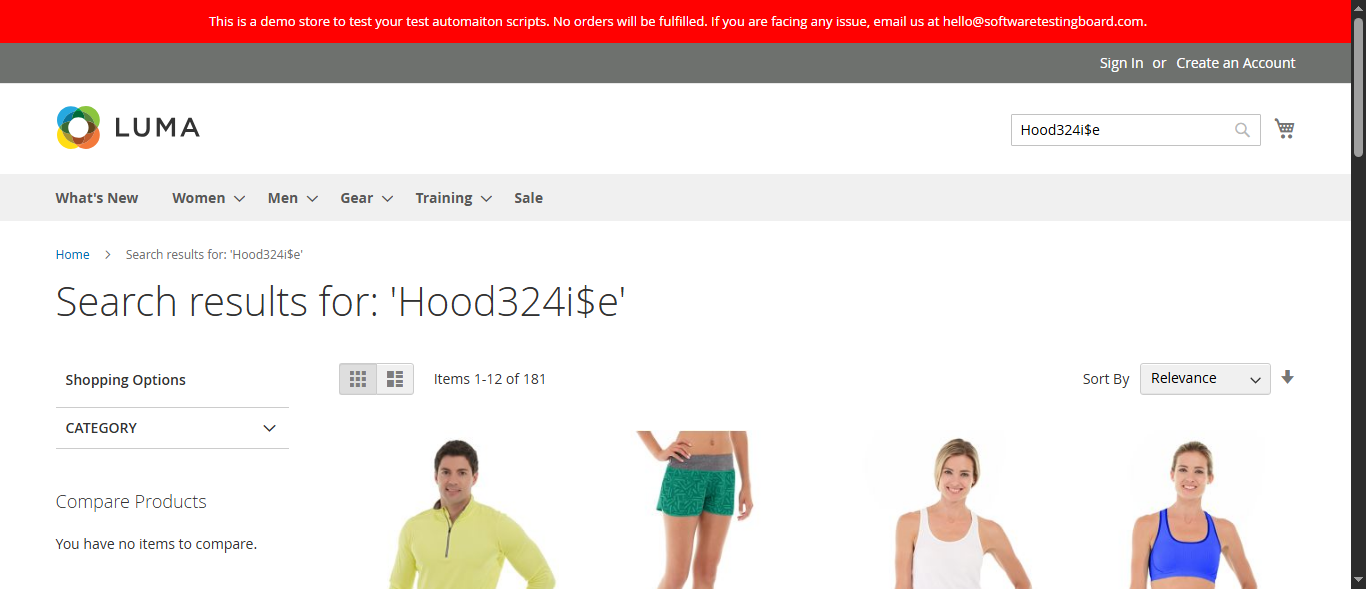 This is a demo store to test your test automaiton scripts. No orders will be fulfilled. If you are facing any issue, email us at hello@softwaretestingboard.com.
Sign In or Create an Account
LUMA
Hood324i$e
What's New Women Men Gear Training Sale
Home > Search results for: 'Hood324i$e'
Search results for: 'Hood324i$e'
Shopping Options
Items 1-12 of 181
Sort By Relevance
CATEGORY
Compare Products
You have no items to compare.